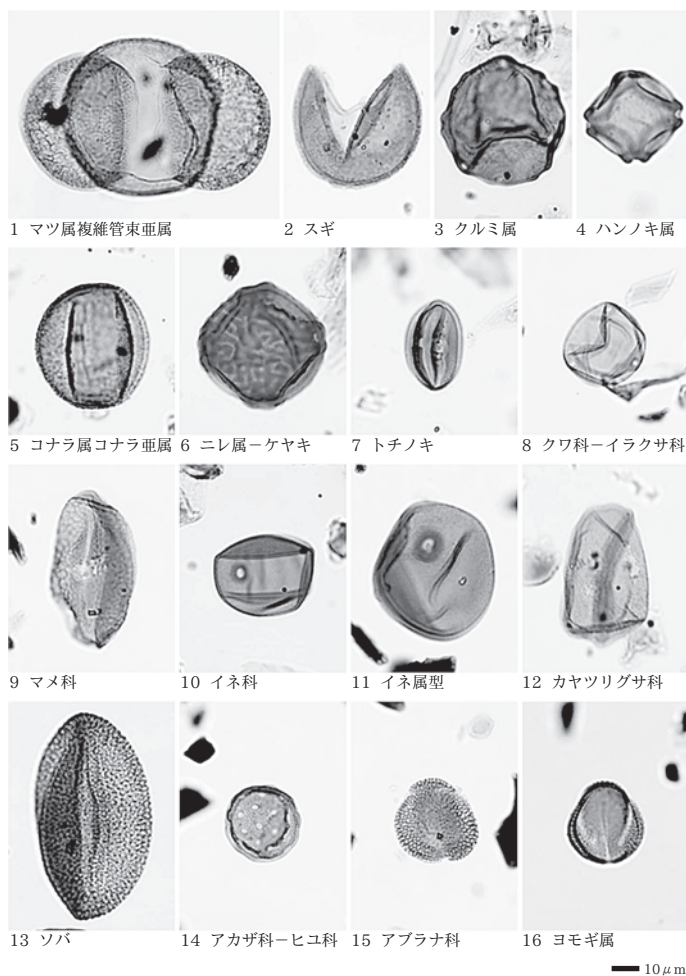 1 マツ属複維管束亜属 2 スギ 3 クルミ属 4 ハンノキ属
5 コナラ属コナラ亜属 6 ニレ属－ケヤキ 7 トチノキ 8 クワ科－イラクサ科
9 マメ科 10 イネ科 11 イネ属型 12 カヤツリグサ科
13 ソバ 14 アカザ科－ヒユ科 15 アブラナ科 16 ヨモギ属
10μm